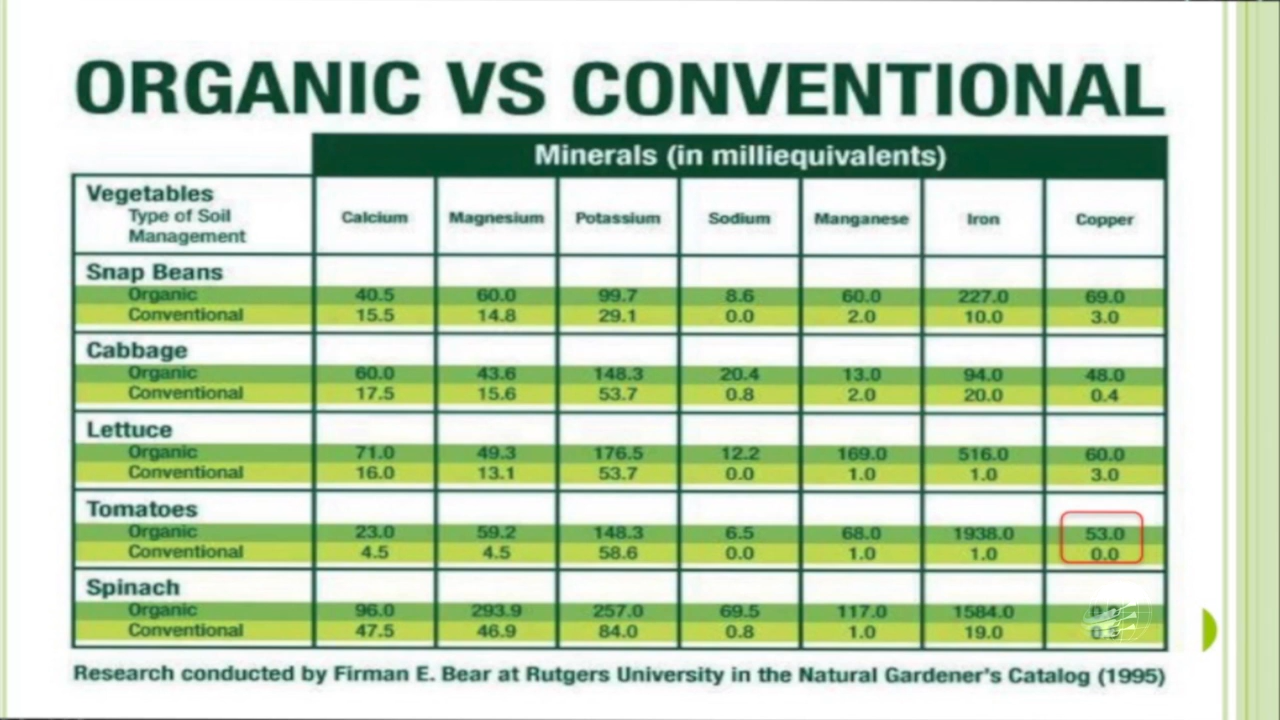 ORGANIC VS CONVENTIONAL
Minerals (in milliequivalents)
Vegetables
Type of Soil
Management
Calcium Magnesium Potassium Sodium Manganese Iron Copper
Snap Beans
Organic 40.5 60.0 99.7 8.6 60.0 227.0 69.0
Conventional 15.5 14.8 29.1 0.0 2.0 10.0 3.0
Cabbage
Organic 60.0 43.6 148.3 20.4 13.0 94.0 48.0
Conventional 17.5 15.6 53.7 0.8 2.0 20.0 0.4
Lettuce
Organic 71.0 49.3 176.5 12.2 169.0 516.0 60.0
Conventional 16.0 13.1 53.7 0.0 1.0 1.0 3.0
Tomatoes
Organic 23.0 59.2 148.3 6.5 68.0 1938.0 53.0
Conventional 4.5 4.5 58.6 0.0 1.0 1.0 0.0
Spinach
Organic 96.0 293.9 257.0 69.5 117.0 1584.0
Conventional 47.5 46.9 84.0 0.8 1.0 19.0
Research conducted by Firman E. Bear at Rutgers University in the Natural Gardener's Catalog (1995)